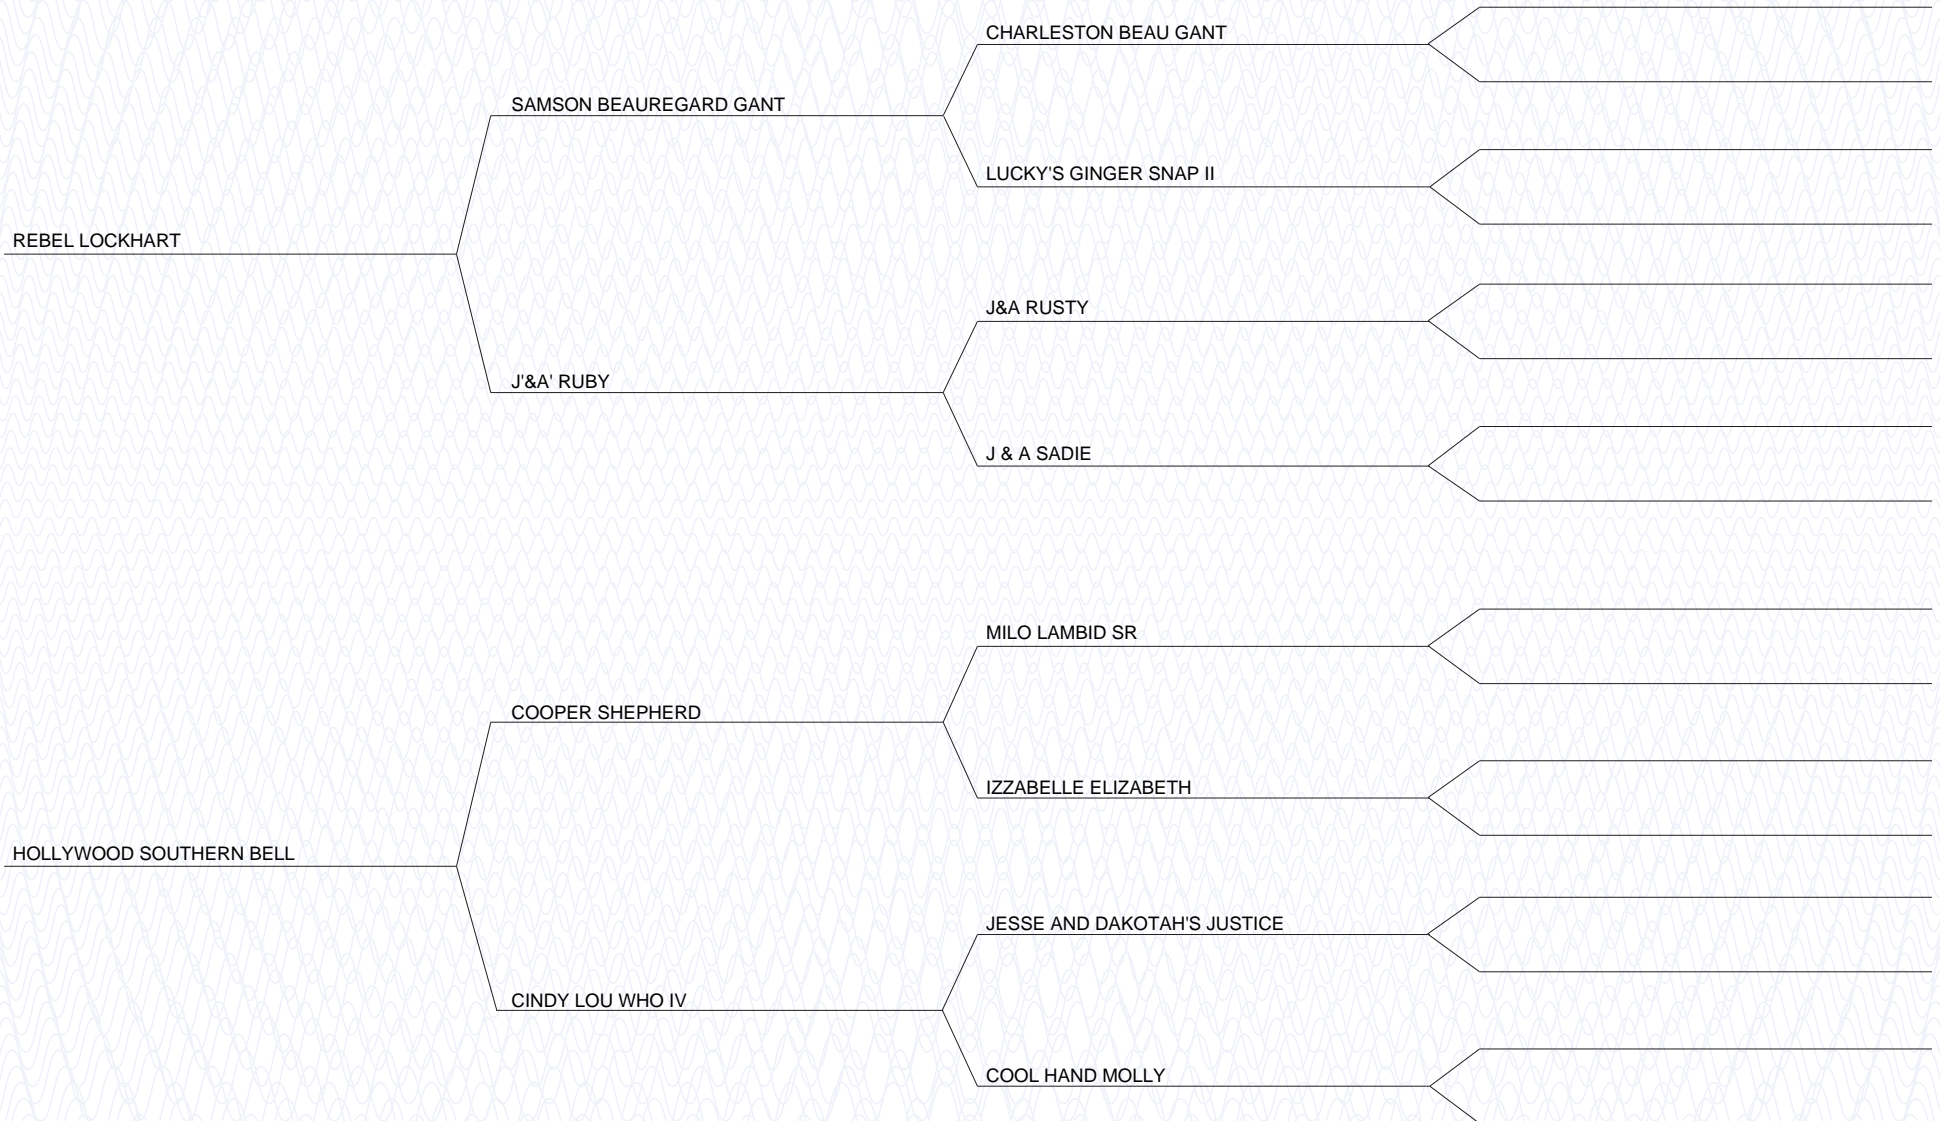 CHARLESTON BEAU GANT
SAMSON BEAUREGARD GANT
LUCKY'S GINGER SNAP II
REBEL LOCKHART
J&A RUSTY
J'&A' RUBY
J & A SADIE
MILO LAMBID SR
COOPER SHEPHERD
IZZABELLE ELIZABETH
HOLLYWOOD SOUTHERN BELL
JESSE AND DAKOTAH'S JUSTICE
CINDY LOU WHO IV
COOL HAND MOLLY